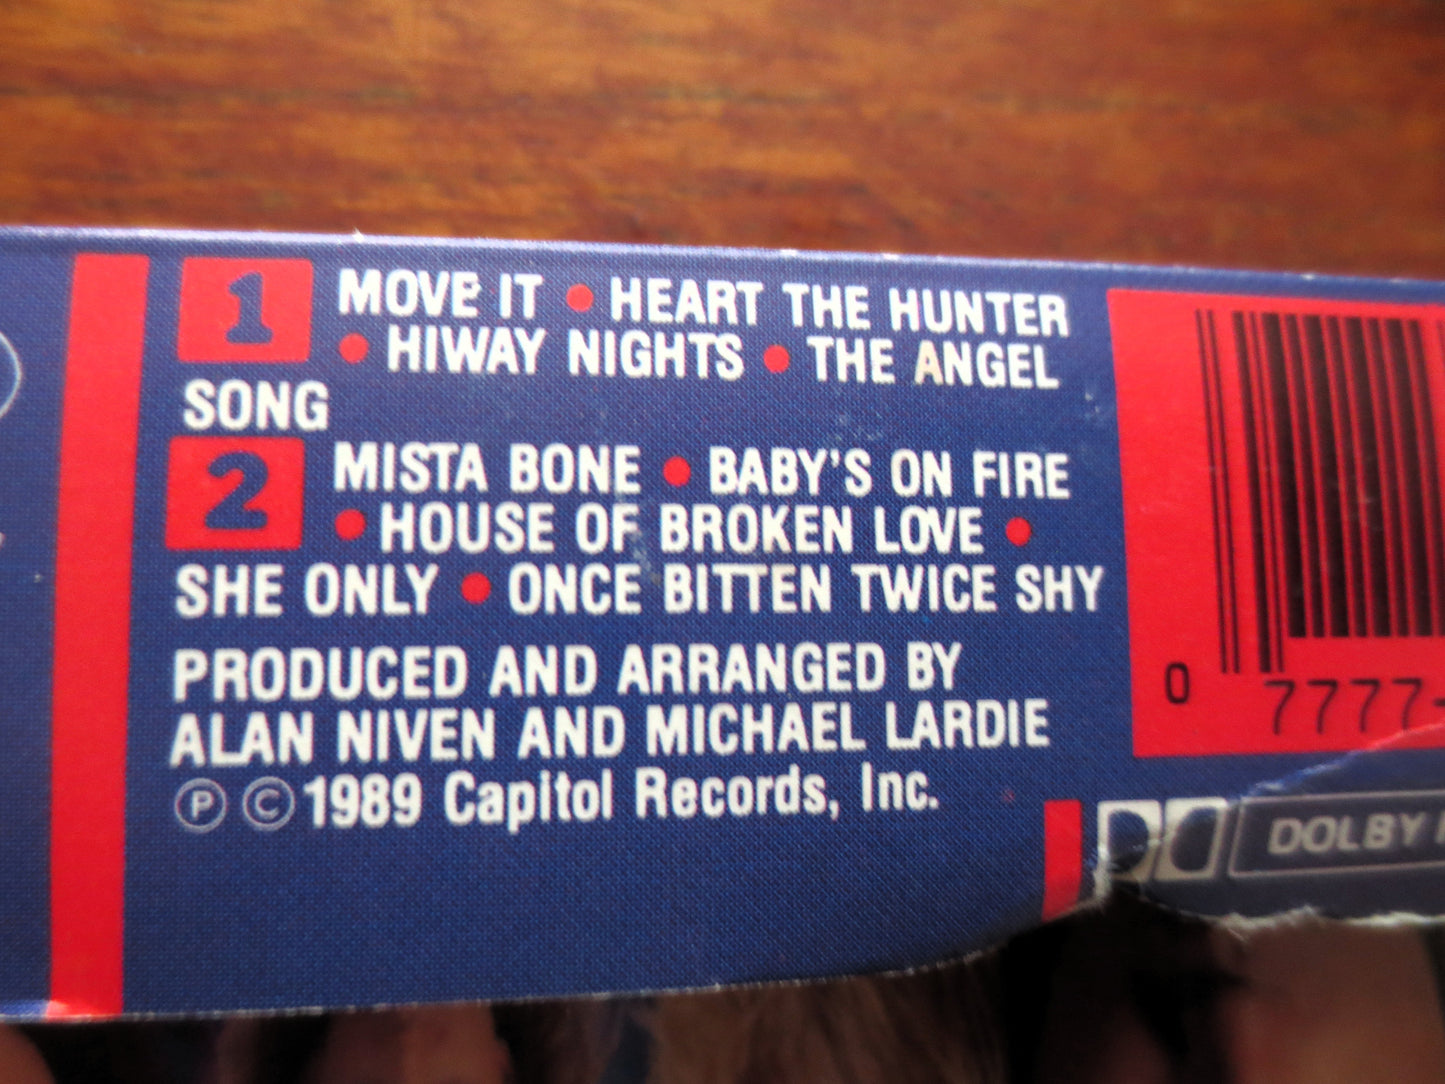 1 MOVE IT • HEART THE HUNTER
• HIWAY NIGHTS • THE ANGEL
SONG
2 MISTA BONE • BABY'S ON FIRE
• HOUSE OF BROKEN LOVE •
SHE ONLY • ONCE BITTEN TWICE SHY
PRODUCED AND ARRANGED BY
ALAN NIVEN AND MICHAEL LARDIE
Ⓟ © 1989 Capitol Records, Inc.
0 7777-
DOLBY